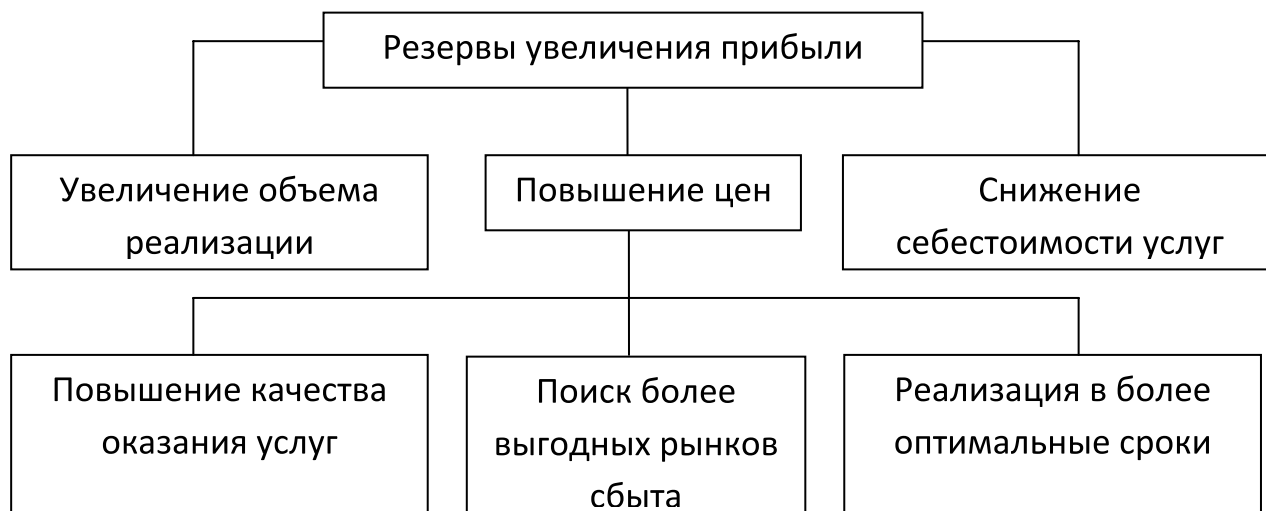 Резервы увеличения прибыли
Увеличение объема
реализации
Повышение цен
Снижение
себестоимости услуг
Повышение качества
оказания услуг
Поиск более
выгодных рынков
сбыта
Реализация в более
оптимальные сроки